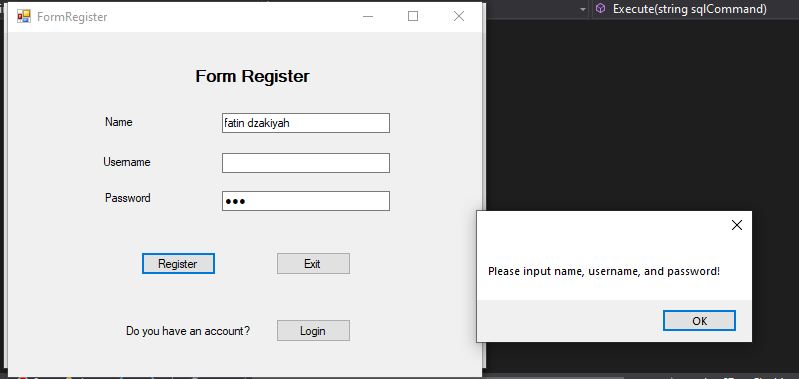 FormRegister
Execute(string sqlCommand)
Form Register
Name
fatin dzakiyah
Username
Password
Please input name, username, and password!
Register
Exit
OK
Do you have an account?
Login